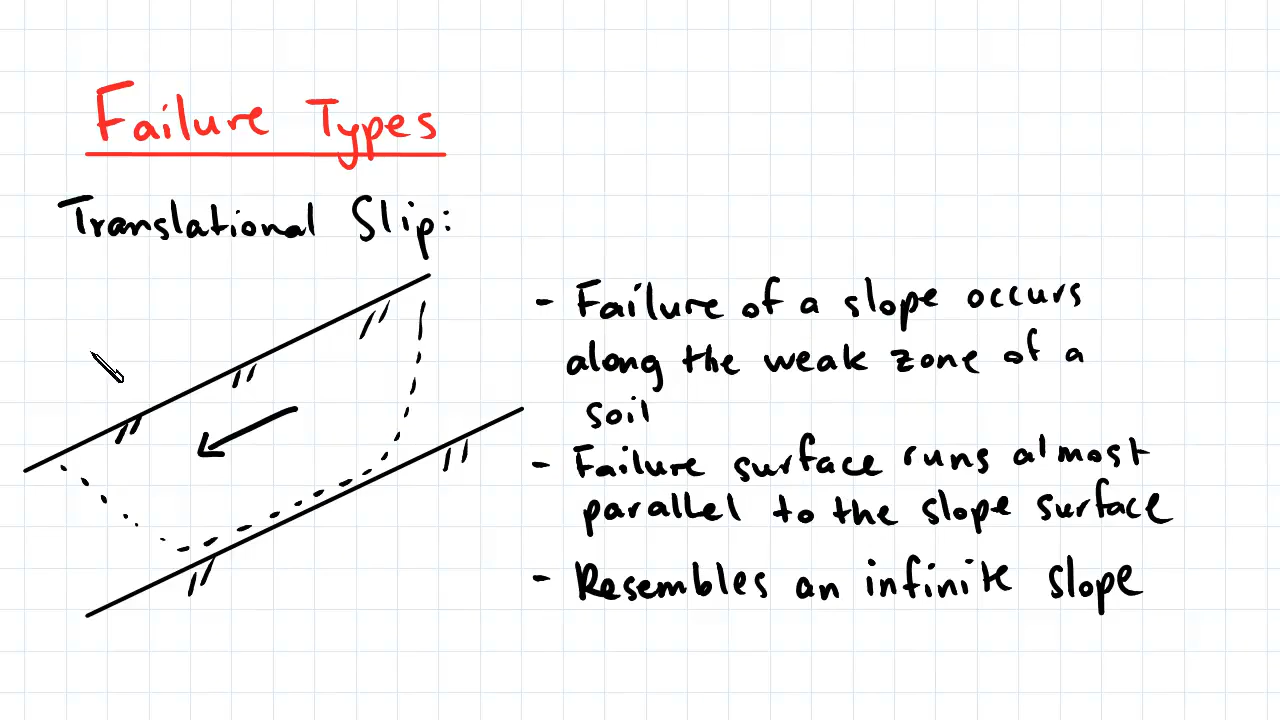 Failure Types
Translational Slip:
- Failure of a slope occurs
along the weak zone of a
soil
- Failure surface runs almost
parallel to the slope surface
- Resembles an infinite slope